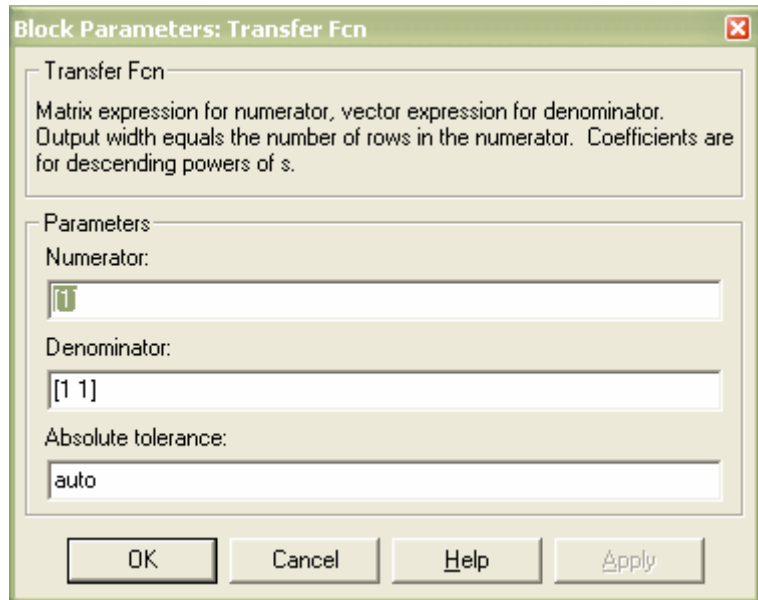 Block Parameters: Transfer Fcn
Transfer Fcn
Matrix expression for numerator, vector expression for denominator.
Output width equals the number of rows in the numerator.  Coefficients are
for descending powers of s.
Parameters
Numerator:
[1]
Denominator:
[1 1]
Absolute tolerance:
auto
OK Cancel Help Apply